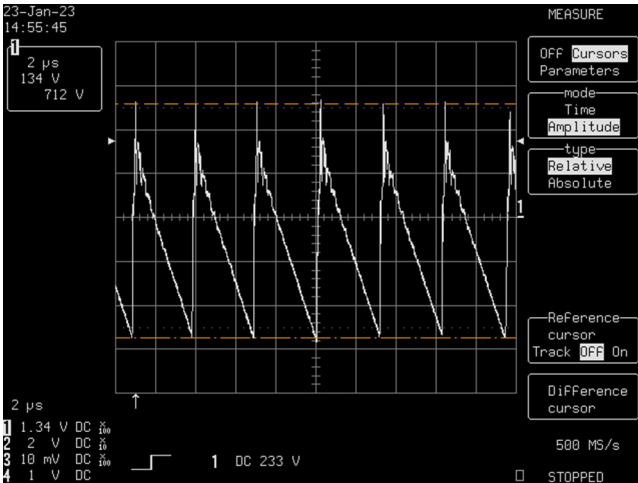 23-Jan-23
14:55:45
1
2 µs
134 V
712 V
MEASURE
OFF Cursors
Parameters
mode
Time
Amplitude
type
Relative
Absolute
1
Reference
cursor
Track OFF On
Difference
cursor
2 µs
1 1.34 V DC X100
2 2 V DC X10
3 10 mV DC X100
4 1 V DC
1 DC 233 V
500 MS/s
STOPPED